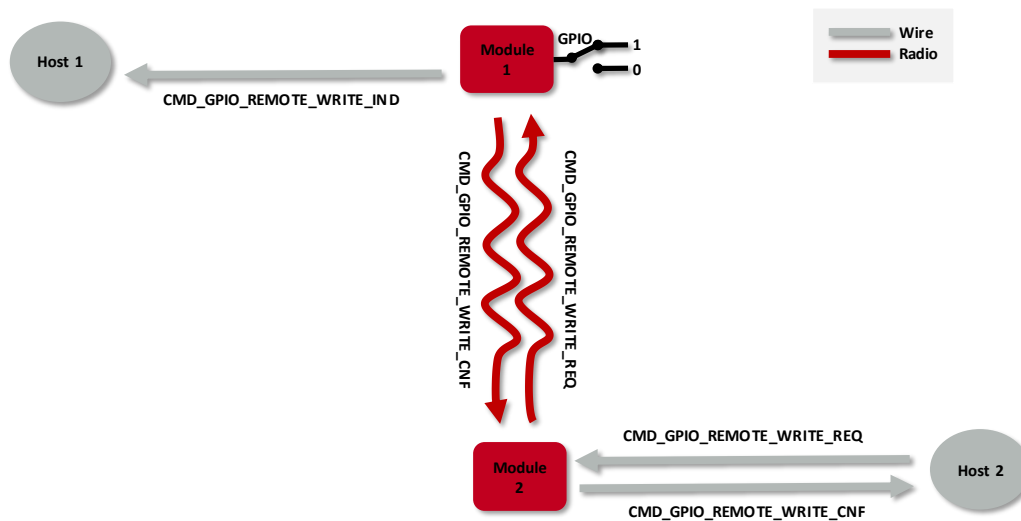 Host 1
Module
1
GPIO
1
0
Wire
Radio
CMD_GPIO_REMOTE_WRITE_IND
CMD_GPIO_REMOTE_WRITE_CNF
CMD_GPIO_REMOTE_WRITE_REQ
CMD_GPIO_REMOTE_WRITE_REQ
Module
2
Host 2
CMD_GPIO_REMOTE_WRITE_CNF